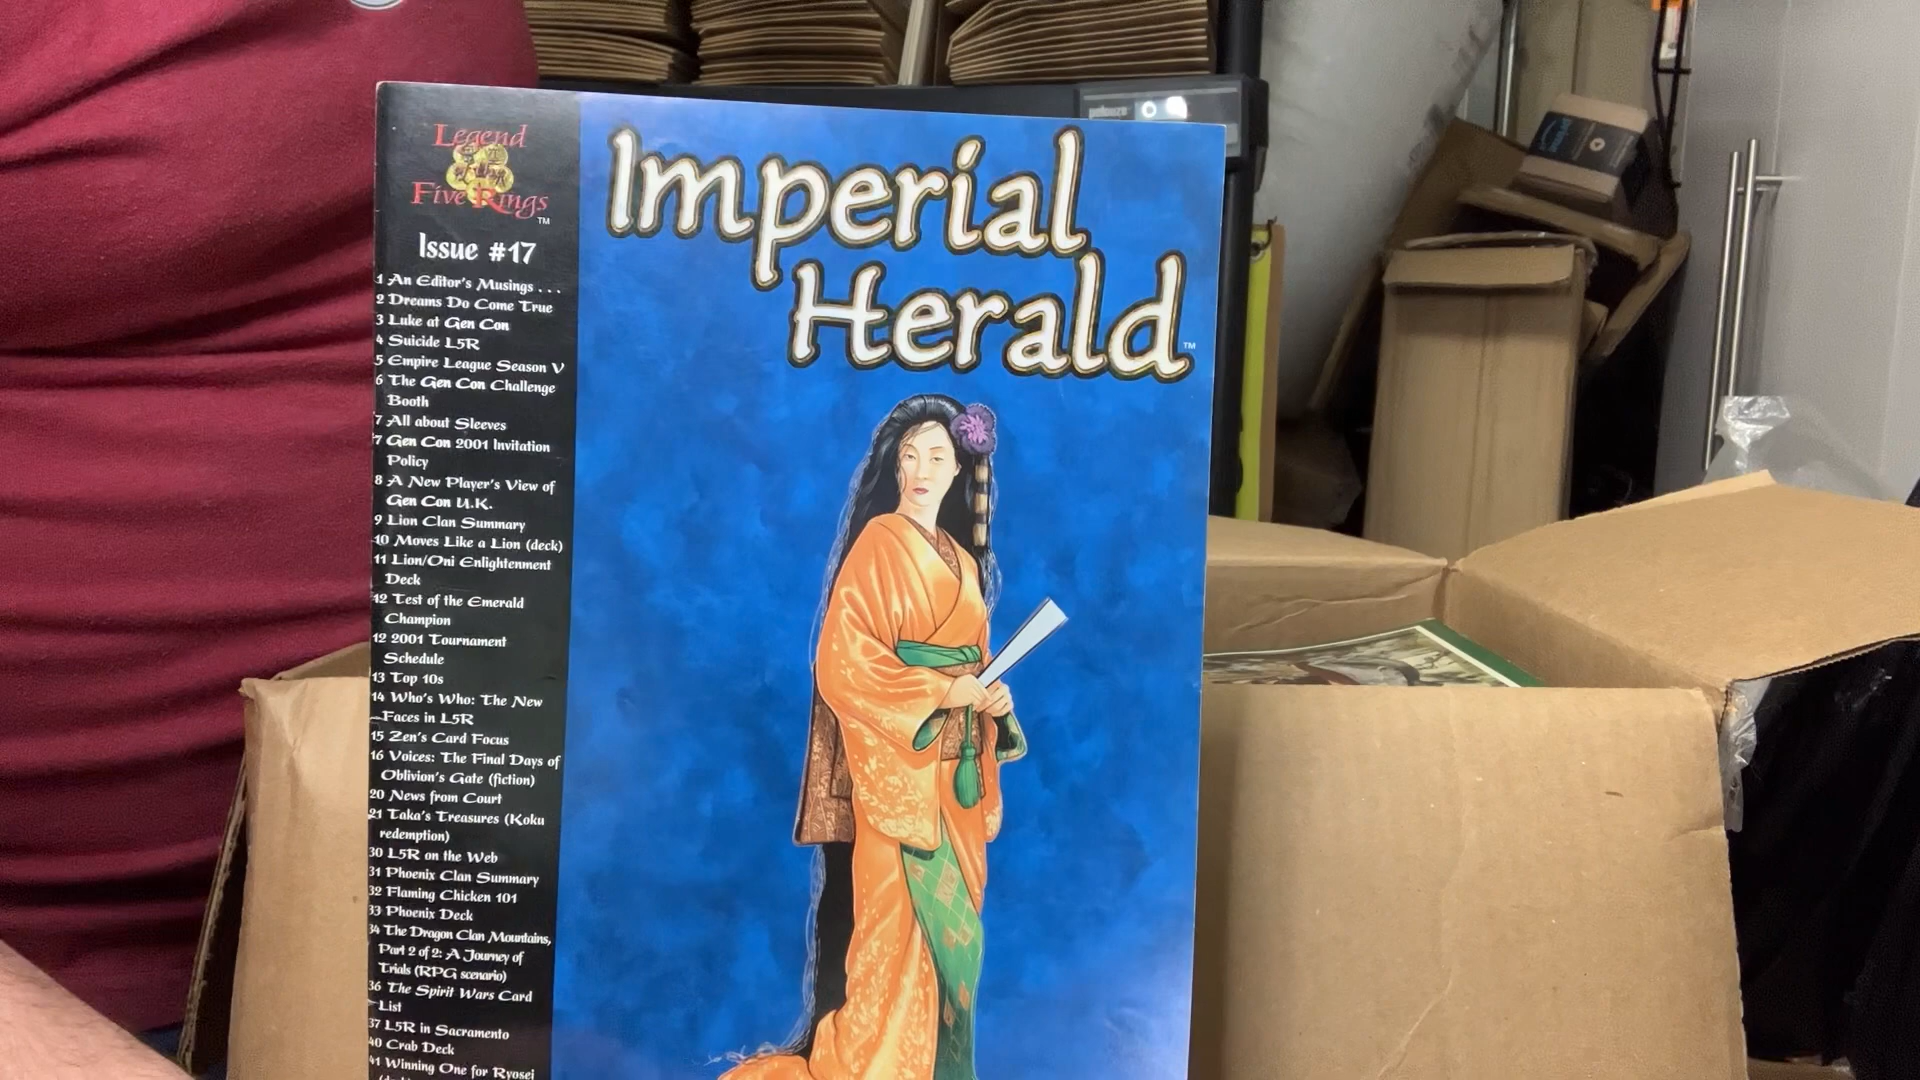 Legend
Five Rings
TM
Issue #17
1 An Editor's Musings . . .
2 Dreams Do Come True
3 Luke at Gen Con
4 Suicide L5R
5 Empire League Season V
6 The Gen Con Challenge
Booth
7 All about Sleeves
7 Gen Con 2001 Invitation
Policy
8 A New Player's View of
Gen Con U.K.
9 Lion Clan Summary
10 Moves Like a Lion (deck)
11 Lion/Oni Enlightenment
Deck
12 Test of the Emerald
Champion
12 2001 Tournament
Schedule
13 Top 10s
14 Who's Who: The New
Faces in L5R
15 Zen's Card Focus
16 Voices: The Final Days of
Oblivion's Gate (fiction)
20 News from Court
21 Taka's Treasures (Koku
redemption)
30 L5R on the Web
31 Phoenix Clan Summary
32 Flaming Chicken 101
33 Phoenix Deck
34 The Dragon Clan Mountains,
Part 2 of 2: A Journey of
Trials (RPG scenario)
36 The Spirit Wars Card
List
37 L5R in Sacramento
40 Crab Deck
41 Winning One for Ryosei
Imperial
Herald
TM